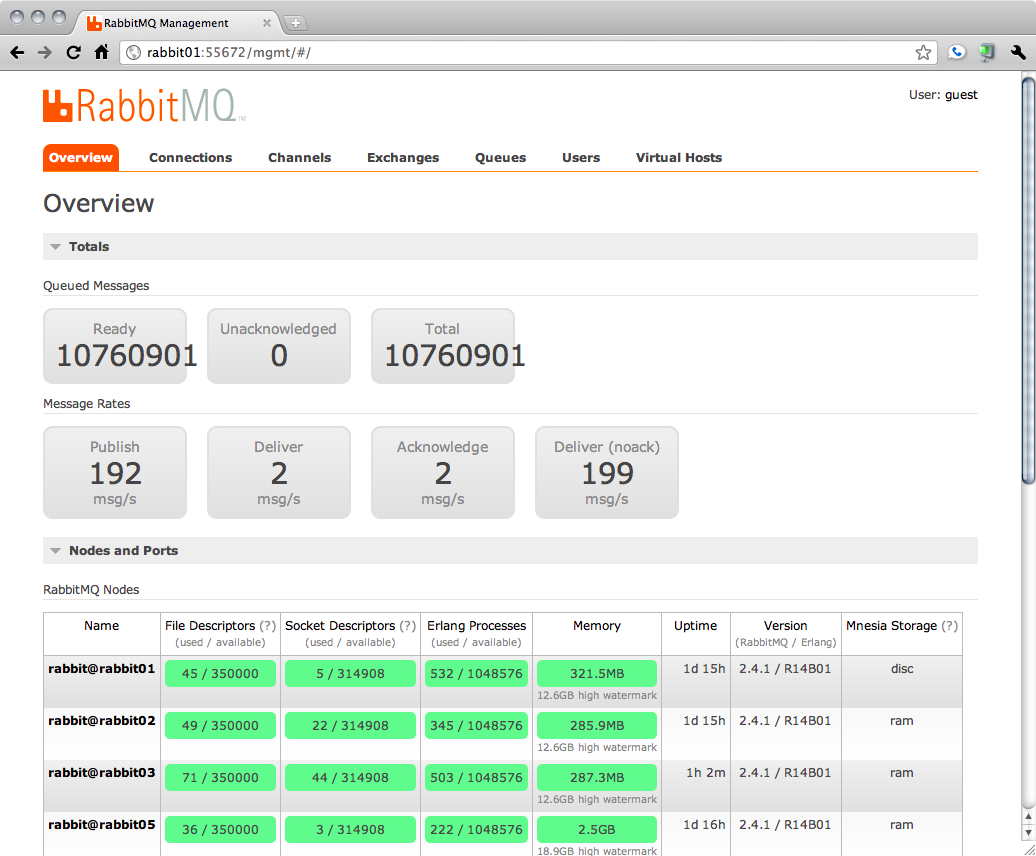 RabbitMQ Management
rabbit01:55672/mgmt/#/
RabbitMQ™
User: guest
Overview Connections Channels Exchanges Queues Users Virtual Hosts
Overview
Totals
Queued Messages
Ready Unacknowledged Total
10760901 0 10760901
Message Rates
Publish Deliver Acknowledge Deliver (noack)
192 2 2 199
msg/s msg/s msg/s msg/s
Nodes and Ports
RabbitMQ Nodes
Name File Descriptors (?) Socket Descriptors (?) Erlang Processes Memory Uptime Version Mnesia Storage (?)
(used / available) (used / available) (used / available) (RabbitMQ / Erlang)
rabbit@rabbit01 45 / 350000 5 / 314908 532 / 1048576 321.5MB 1d 15h 2.4.1 / R14B01 disc
12.6GB high watermark
rabbit@rabbit02 49 / 350000 22 / 314908 345 / 1048576 285.9MB 1d 15h 2.4.1 / R14B01 ram
12.6GB high watermark
rabbit@rabbit03 71 / 350000 44 / 314908 503 / 1048576 287.3MB 1h 2m 2.4.1 / R14B01 ram
12.6GB high watermark
rabbit@rabbit05 36 / 350000 3 / 314908 222 / 1048576 2.5GB 1d 16h 2.4.1 / R14B01 ram
18.9GB high watermark